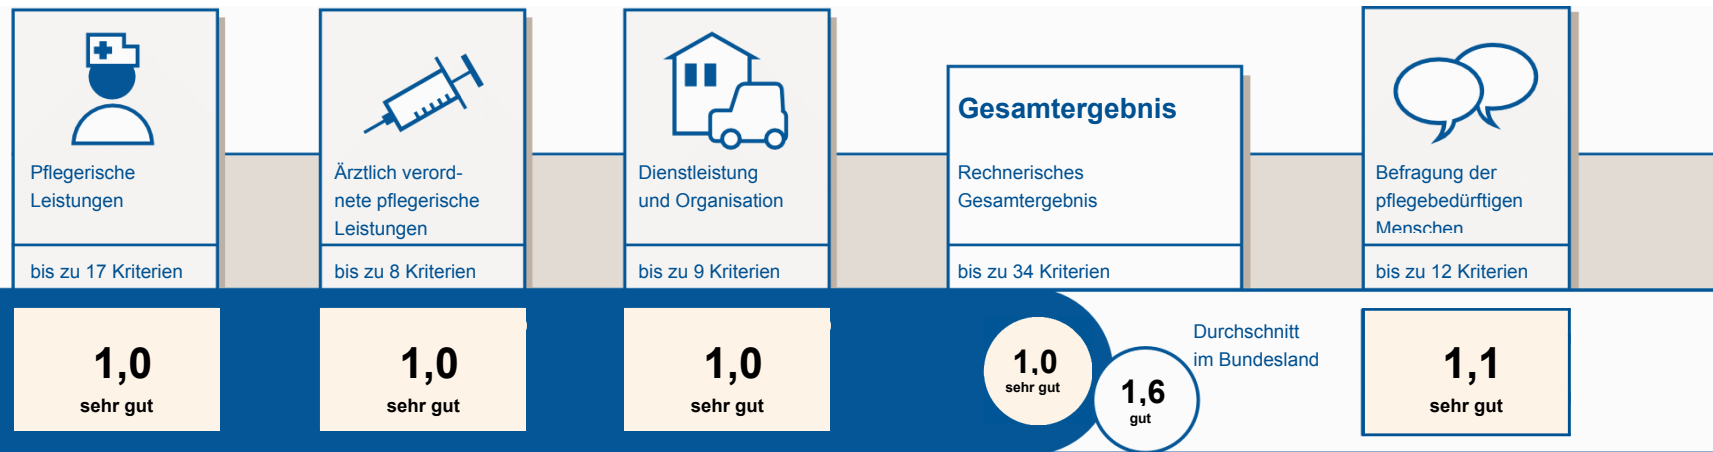 Pflegerische
Leistungen
bis zu 17 Kriterien
1,0
sehr gut
Ärztlich verord-
nete pflegerische
Leistungen
bis zu 8 Kriterien
1,0
sehr gut
Dienstleistung
und Organisation
bis zu 9 Kriterien
1,0
sehr gut
Gesamtergebnis
Rechnerisches
Gesamtergebnis
bis zu 34 Kriterien
1,0
sehr gut
1,6
gut
Durchschnitt
im Bundesland
Befragung der
pflegebedürftigen
Menschen
bis zu 12 Kriterien
1,1
sehr gut